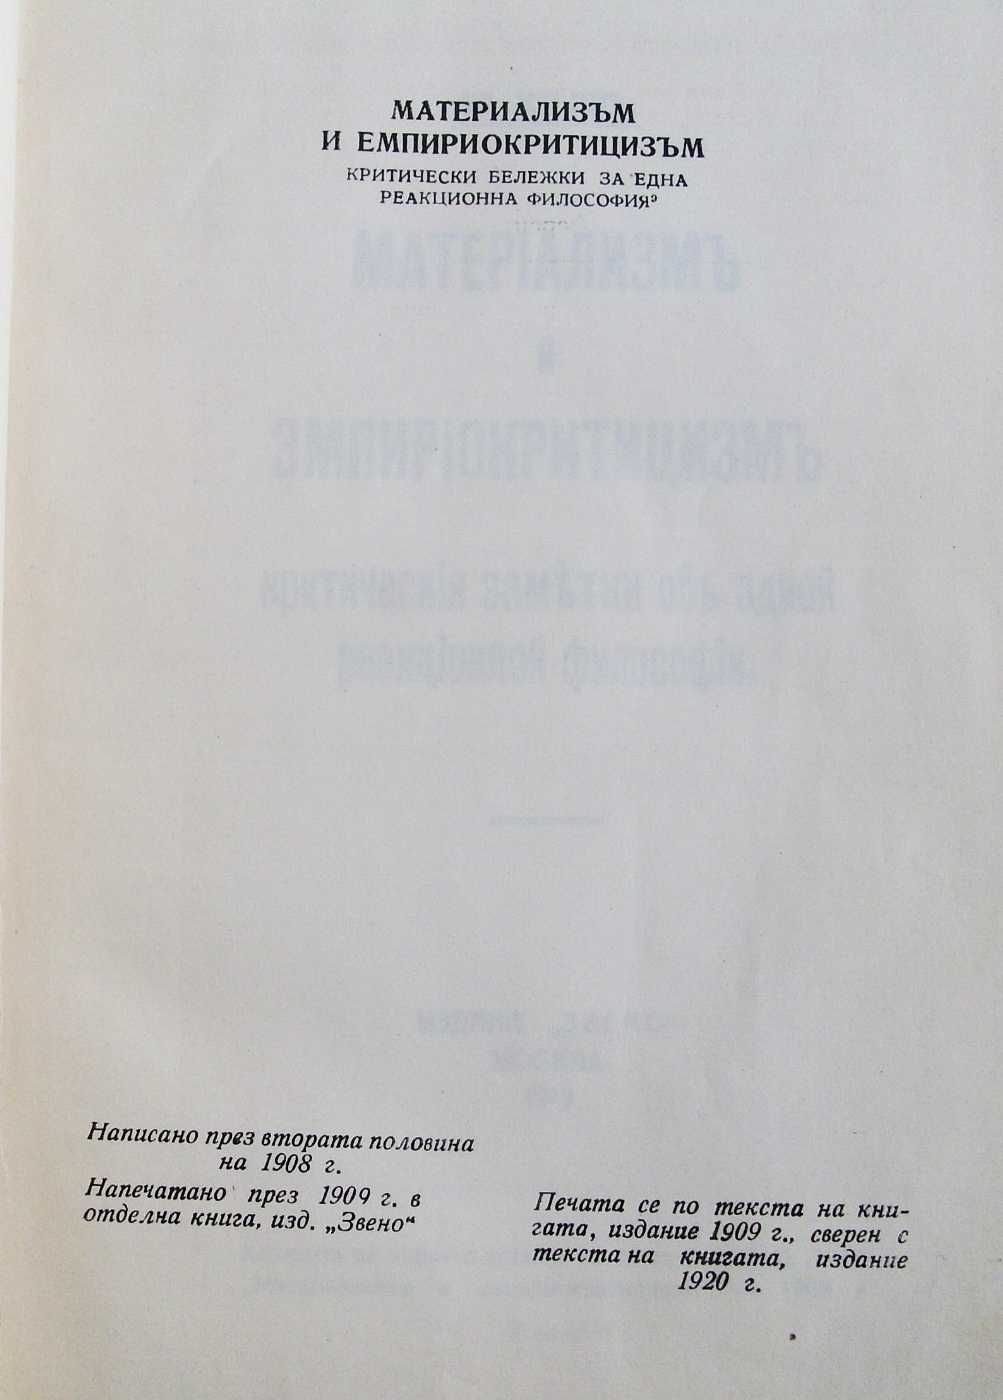 МАТЕРИАЛИЗЪМ
И ЕМПИРИОКРИТИЦИЗЪМ
КРИТИЧЕСКИ БЕЛЕЖКИ ЗА ЕДНА
РЕАКЦИОННА ФИЛОСОФИЯ⁹
Написано през втората половина
на 1908 г.
Напечатано през 1909 г. в
отделна книга, изд. „Звено“
Печата се по текста на кни-
гата, издание 1909 г., сверен с
текста на книгата, издание
1920 г.